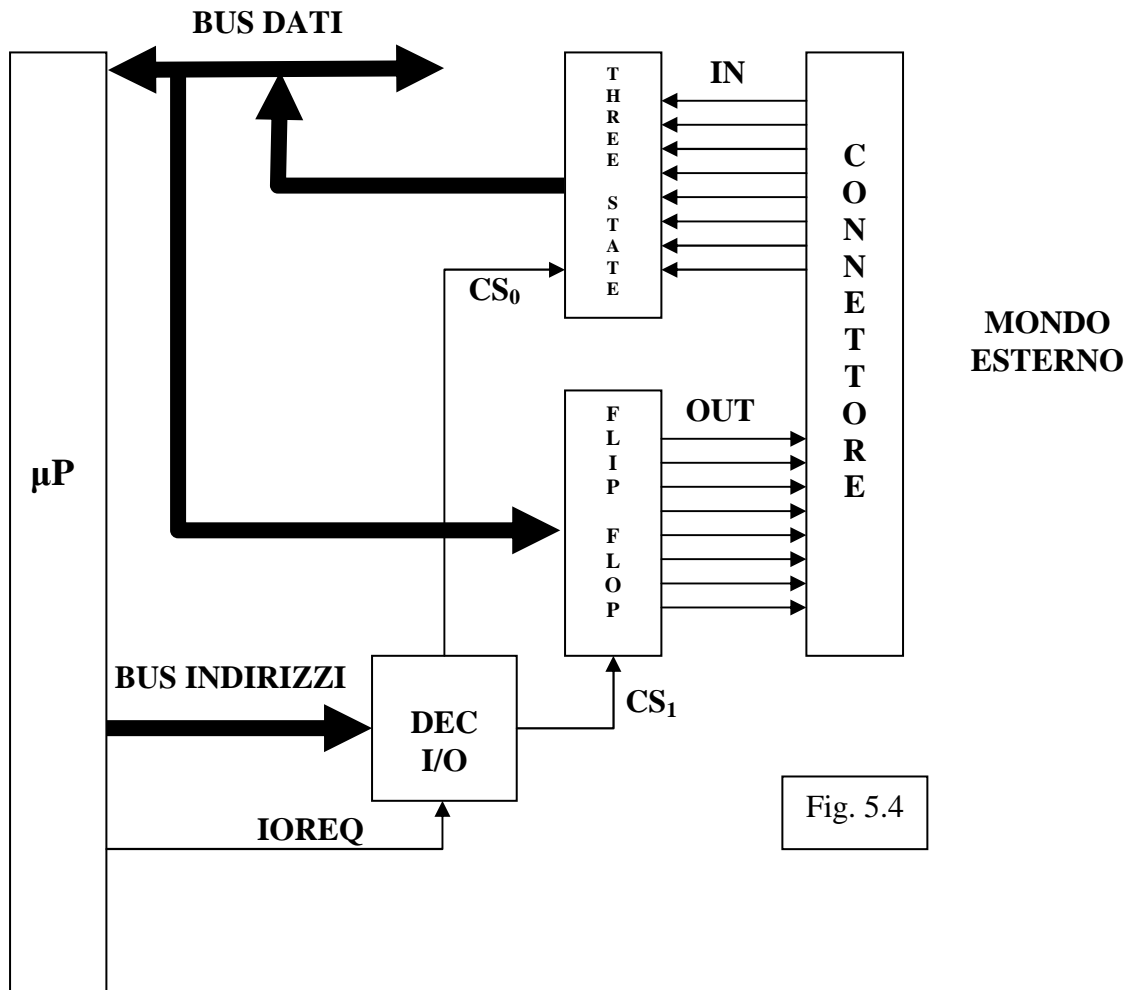 BUS DATI
THREE STATE
IN
CONNETTORE
CS₀
MONDO
ESTERNO
FLIP FLOP
OUT
µP
BUS INDIRIZZI
CS₁
DEC
I/O
IOREQ
Fig. 5.4